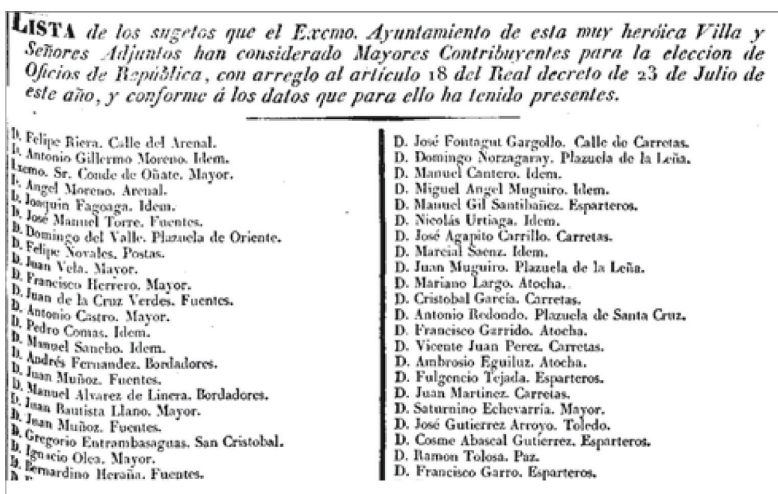 LISTA de los sugetos que el Excmo. Ayuntamiento de esta muy heróica Villa y
Señores Adjuntos han considerado Mayores Contribuyentes para la eleccion de
Oficios de República, con arreglo al artículo 18 del Real decreto de 23 de Julio de
este año, y conforme á los datos que para ello ha tenido presentes.
D. Felipe Riera. Calle del Arenal.
D. Antonio Gillermo Moreno. Idem.
Excmo. Sr. Conde de Oñate. Mayor.
D. Angel Moreno. Arenal.
D. Joaquin Fagoaga. Idem.
D. José Manuel Torre. Fuentes.
D. Domingo del Valle. Plazuela de Oriente.
D. Felipe Novales. Postas.
D. Juan Vela. Mayor.
D. Francisco Herrero. Mayor.
D. Juan de la Cruz Verdes. Fuentes.
D. Antonio Castro. Mayor.
D. Pedro Comas. Idem.
D. Manuel Sancho. Idem.
D. Andrés Fernandez. Bordadores.
D. Juan Muñoz. Fuentes.
D. Manuel Alvarez de Linera. Bordadores.
D. Juan Bautista Llano. Mayor.
D. Juan Muñoz. Fuentes.
D. Gregorio Entrambasaguas. San Cristobal.
D. Ignacio Olea. Mayor.
D. Bernardino Heraña. Fuentes.
D. José Fontagut Gargollo. Calle de Carretas.
D. Domingo Norzagaray. Plazuela de la Leña.
D. Manuel Cantero. Idem.
D. Miguel Angel Muguiro. Idem.
D. Manuel Gil Santibañez. Esparteros.
D. Nicolás Urtiaga. Idem.
D. José Agapito Carrillo. Carretas.
D. Marcial Saenz. Idem.
D. Juan Muguiro. Plazuela de la Leña.
D. Mariano Largo. Atocha.
D. Cristobal García. Carretas.
D. Antonio Redondo. Plazuela de Santa Cruz.
D. Francisco Garrido. Atocha.
D. Vicente Juan Perez. Carretas.
D. Ambrosio Eguiluz. Atocha.
D. Fulgencio Tejada. Esparteros.
D. Juan Martinez. Carretas.
D. Saturnino Echevarría. Mayor.
D. José Gutierrez Arroyo. Toledo.
D. Cosme Abascal Gutierrez. Esparteros.
D. Ramon Tolosa. Paz.
D. Francisco Garro. Esparteros.